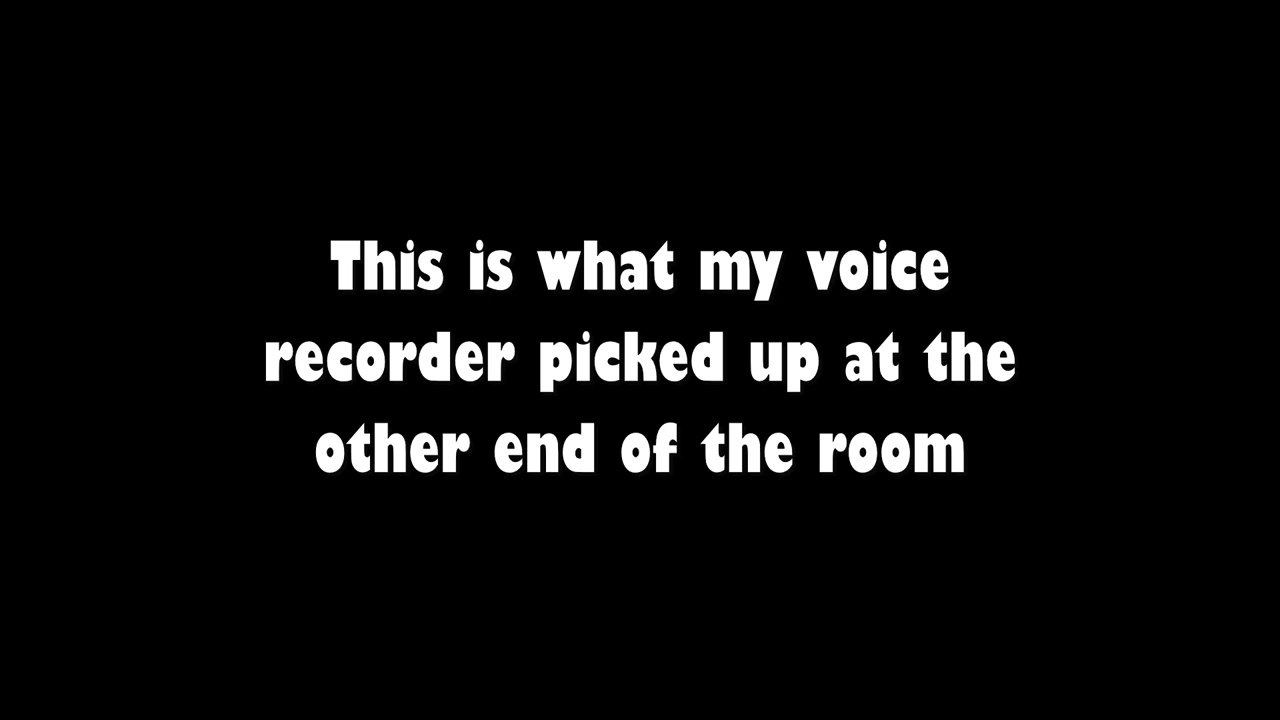 This is what my voice
recorder picked up at the
other end of the room